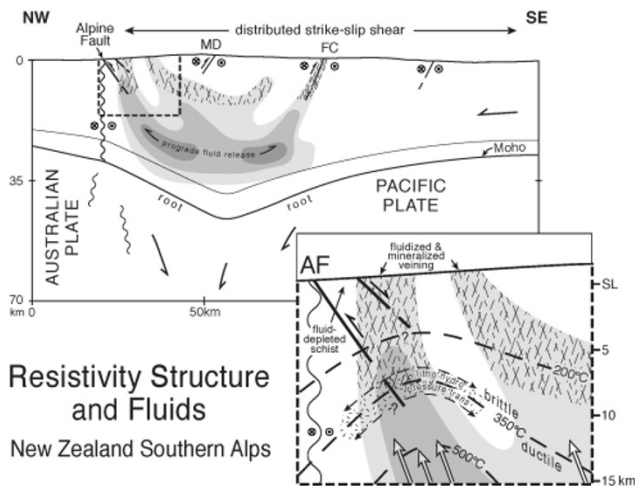 NW
SE
distributed strike-slip shear
Alpine
Fault
MD
FC
0
prograde fluid release
Moho
35
root
root
AUSTRALIAN
PLATE
PACIFIC
PLATE
70
km 0
50km
AF
fluidized &
mineralized
veining
SL
fluid-
depleted
schist
?
5
200°C
brittle
350°C
ductile
?
10
500°C
15 km
Resistivity Structure
and Fluids
New Zealand Southern Alps